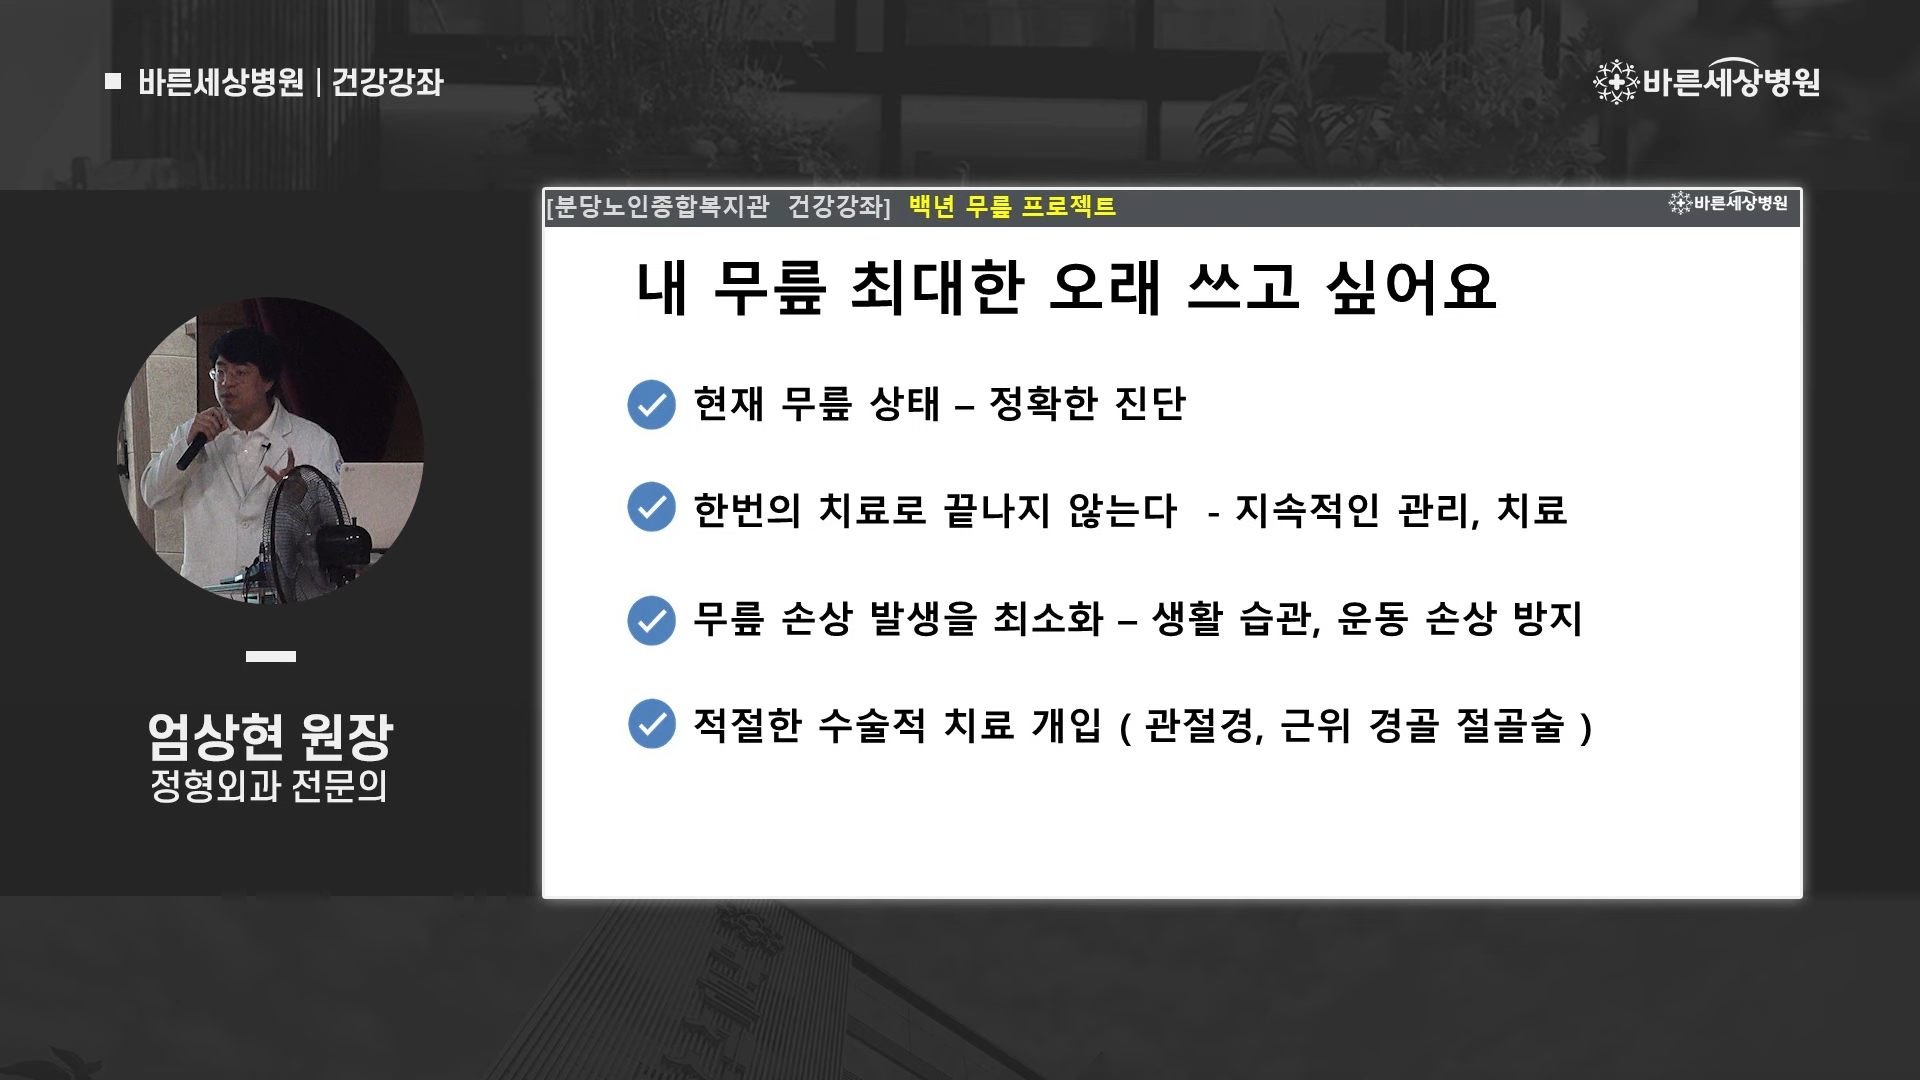 바른세상병원 | 건강강좌
바른세상병원
[분당노인종합복지관 건강강좌] 백년 무릎 프로젝트
바른세상병원
내 무릎 최대한 오래 쓰고 싶어요
현재 무릎 상태 – 정확한 진단
한번의 치료로 끝나지 않는다 - 지속적인 관리, 치료
무릎 손상 발생을 최소화 – 생활 습관, 운동 손상 방지
적절한 수술적 치료 개입 ( 관절경, 근위 경골 절골술 )
엄상현 원장
정형외과 전문의